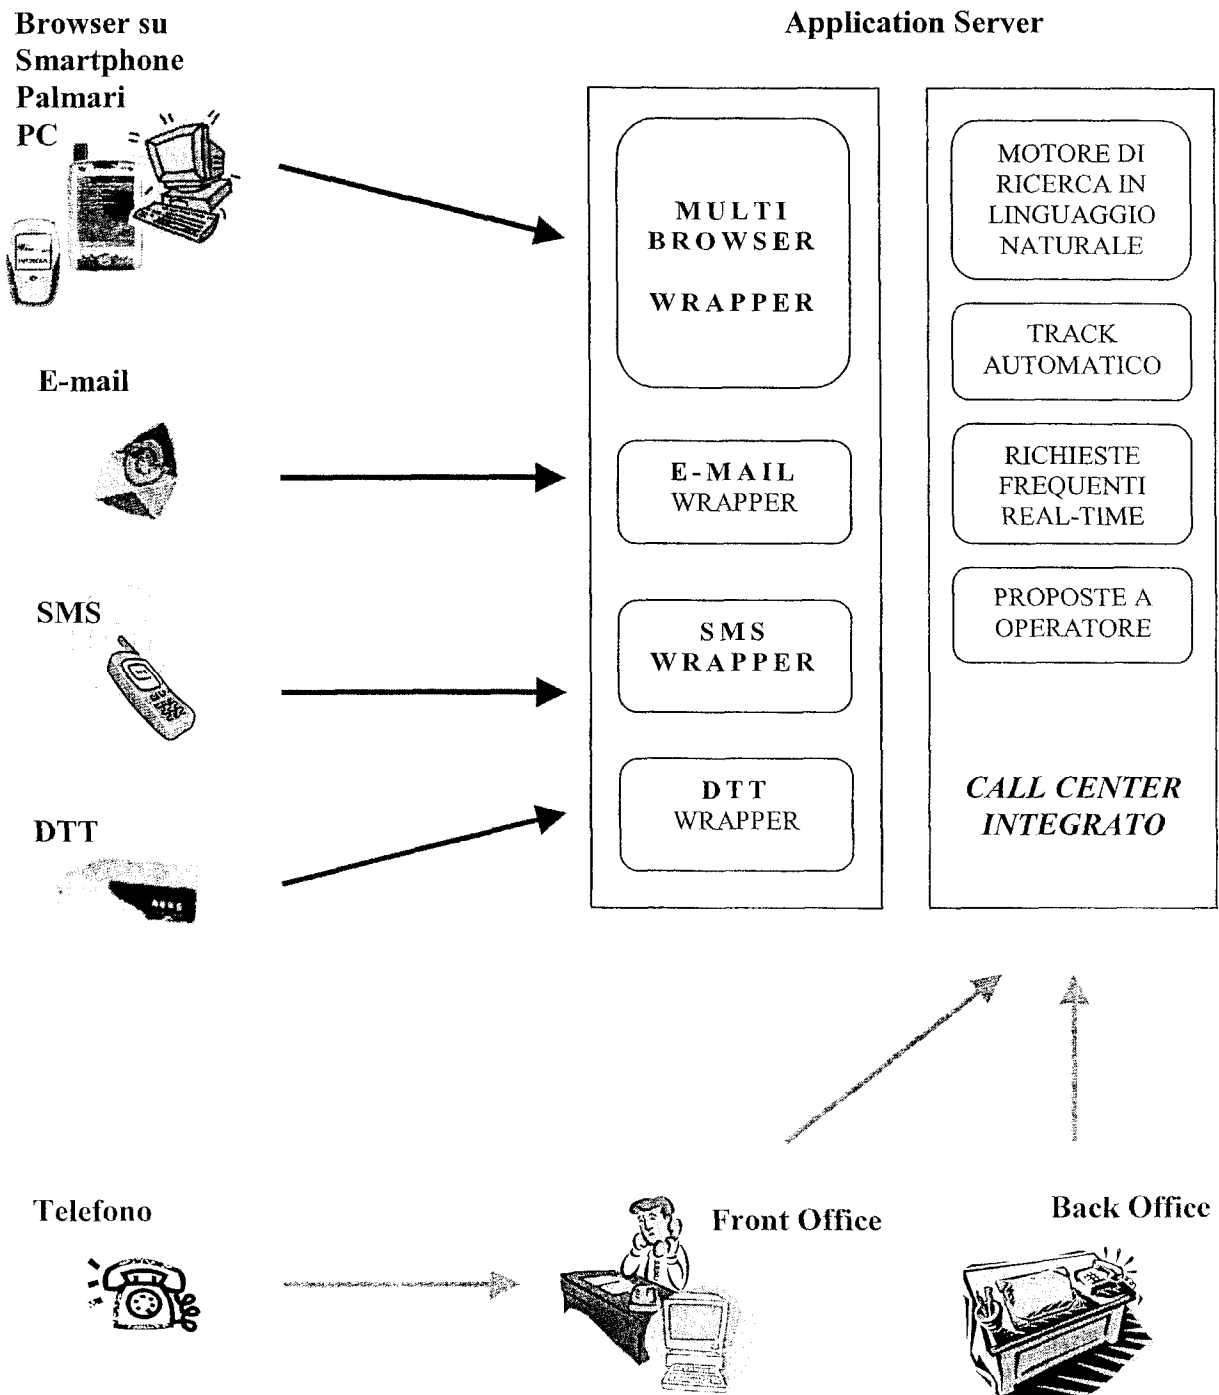 Browser su
Smartphone
Palmari
PC
Application Server
MULTI
BROWSER
WRAPPER
MOTORE DI
RICERCA IN
LINGUAGGIO
NATURALE
TRACK
AUTOMATICO
E-mail
E-MAIL
WRAPPER
RICHIESTE
FREQUENTI
REAL-TIME
SMS
SMS
WRAPPER
PROPOSTE A
OPERATORE
DTT
DTT
WRAPPER
CALL CENTER
INTEGRATO
Telefono
Front Office
Back Office